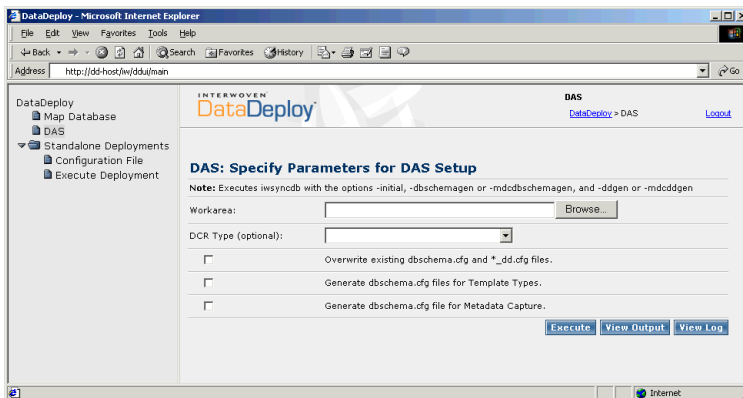 DataDeploy - Microsoft Internet Explorer
File Edit View Favorites Tools Help
Back Search Favorites History
Address http://dd-host/iw/ddui/main Go
DataDeploy
Map Database
DAS
Standalone Deployments
Configuration File
Execute Deployment
INTERWOVEN
DataDeploy
DAS
DataDeploy > DAS Logout
DAS: Specify Parameters for DAS Setup
Note: Executes iwsyncdb with the options -initial, -dbschemagen or -mdcdbschemagen, and -ddgen or -mdcddgen
Workarea: Browse...
DCR Type (optional):
Overwrite existing dbschema.cfg and *_dd.cfg files.
Generate dbschema.cfg files for Template Types.
Generate dbschema.cfg file for Metadata Capture.
Execute View Output View Log
Internet